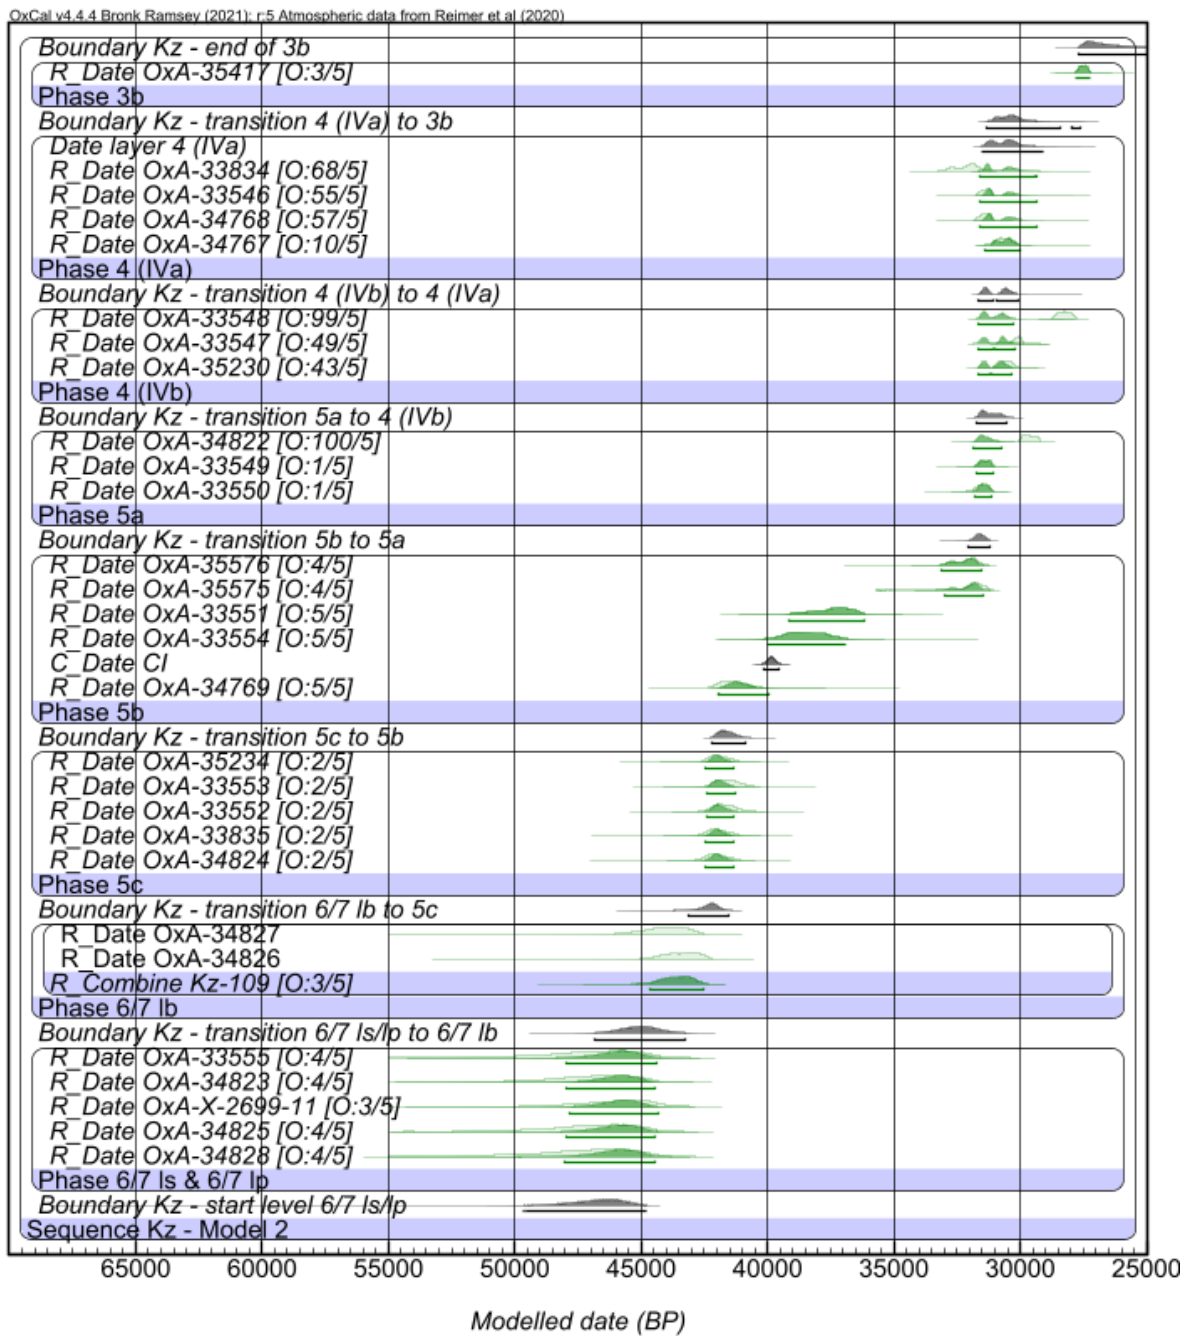 OxCal v4.4.4 Bronk Ramsey (2021); r:5 Atmospheric data from Reimer et al (2020)
Boundary Kz - end of 3b
R_Date OxA-35417 [O:3/5]
Phase 3b
Boundary Kz - transition 4 (IVa) to 3b
Date layer 4 (IVa)
R_Date OxA-33834 [O:68/5]
R_Date OxA-33546 [O:55/5]
R_Date OxA-34768 [O:57/5]
R_Date OxA-34767 [O:10/5]
Phase 4 (IVa)
Boundary Kz - transition 4 (IVb) to 4 (IVa)
R_Date OxA-33548 [O:99/5]
R_Date OxA-33547 [O:49/5]
R_Date OxA-35230 [O:43/5]
Phase 4 (IVb)
Boundary Kz - transition 5a to 4 (IVb)
R_Date OxA-34822 [O:100/5]
R_Date OxA-33549 [O:1/5]
R_Date OxA-33550 [O:1/5]
Phase 5a
Boundary Kz - transition 5b to 5a
R_Date OxA-35576 [O:4/5]
R_Date OxA-35575 [O:4/5]
R_Date OxA-33551 [O:5/5]
R_Date OxA-33554 [O:5/5]
C_Date CI
R_Date OxA-34769 [O:5/5]
Phase 5b
Boundary Kz - transition 5c to 5b
R_Date OxA-35234 [O:2/5]
R_Date OxA-33553 [O:2/5]
R_Date OxA-33552 [O:2/5]
R_Date OxA-33835 [O:2/5]
R_Date OxA-34824 [O:2/5]
Phase 5c
Boundary Kz - transition 6/7 lb to 5c
R_Date OxA-34827
R_Date OxA-34826
R_Combine Kz-109 [O:3/5]
Phase 6/7 lb
Boundary Kz - transition 6/7 ls/lp to 6/7 lb
R_Date OxA-33555 [O:4/5]
R_Date OxA-34823 [O:4/5]
R_Date OxA-X-2699-11 [O:3/5]
R_Date OxA-34825 [O:4/5]
R_Date OxA-34828 [O:4/5]
Phase 6/7 ls & 6/7 lp
Boundary Kz - start level 6/7 ls/lp
Sequence Kz - Model 2
65000 60000 55000 50000 45000 40000 35000 30000 25000
Modelled date (BP)